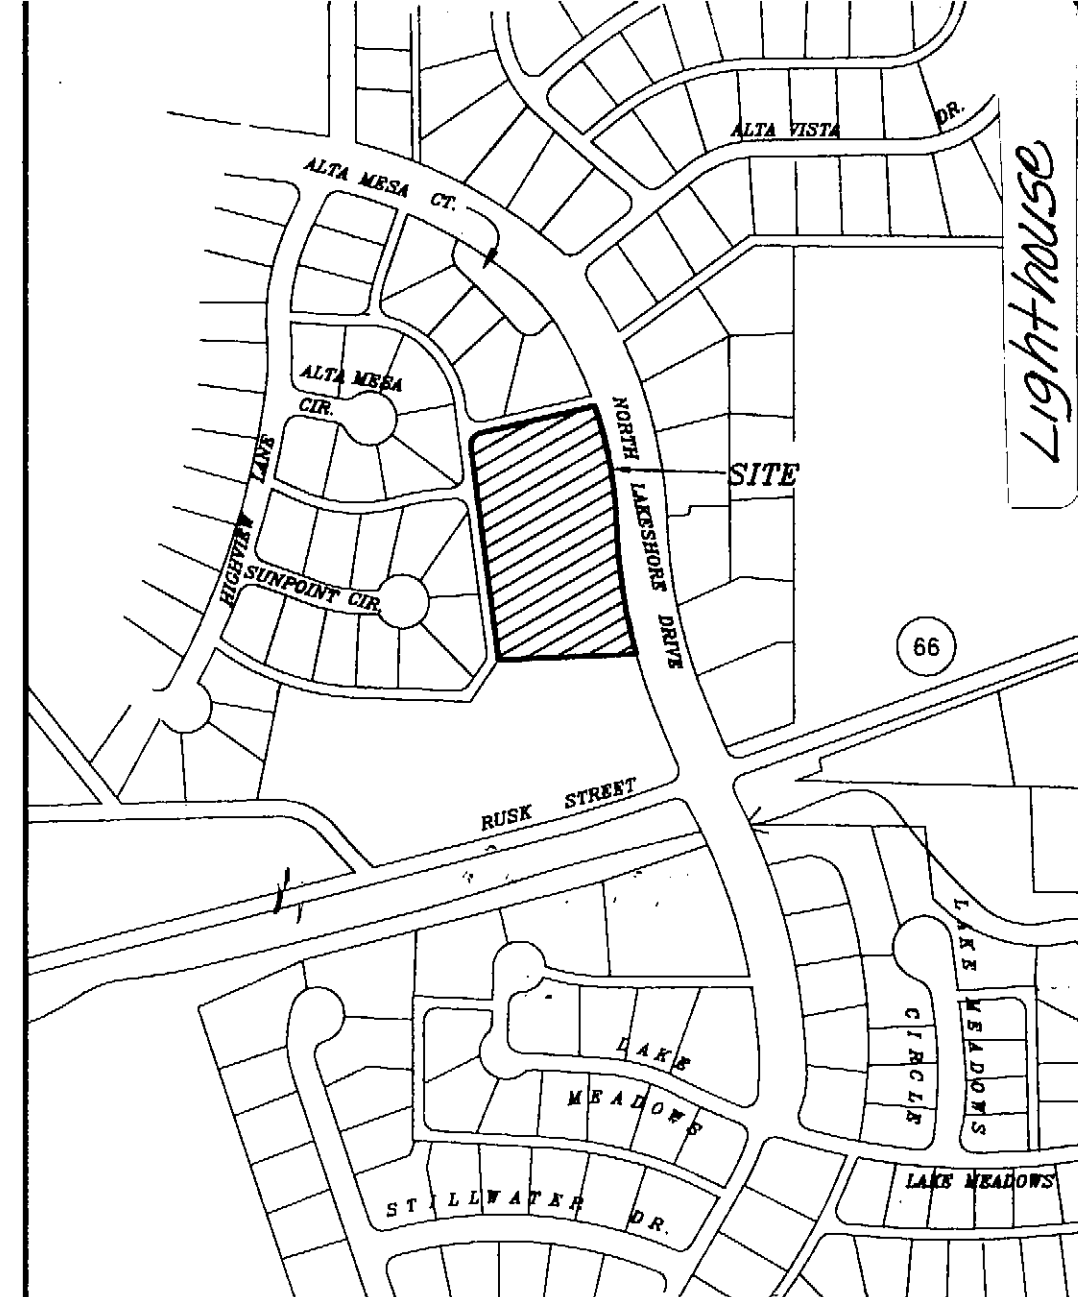 ALTA VISTA DR.
Lighthouse
ALTA MESA CT.
ALTA MESA
CIR.
NORTH LAKESHORE DRIVE
SITE
HIGHVIEW LANE
SUNPOINT CIR.
66
RUSK STREET
LAKE MEADOWS
CIRCLE
LAKE
MEADOWS
LAKE MEADOWS
STILLWATER DR.